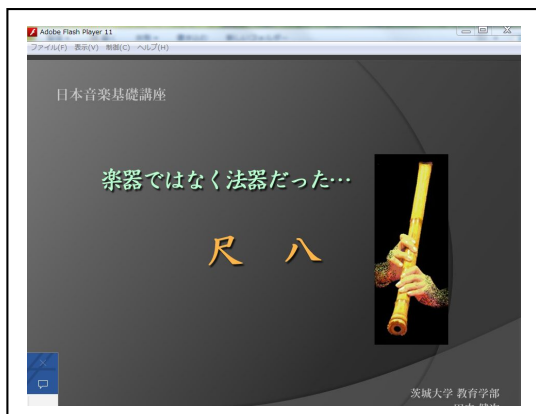 Adobe Flash Player 11
ファイル(F) 表示(V) 制御(C) ヘルプ(H)
日本音楽基礎講座
楽器ではなく法器だった…
尺 八
茨城大学 教育学部